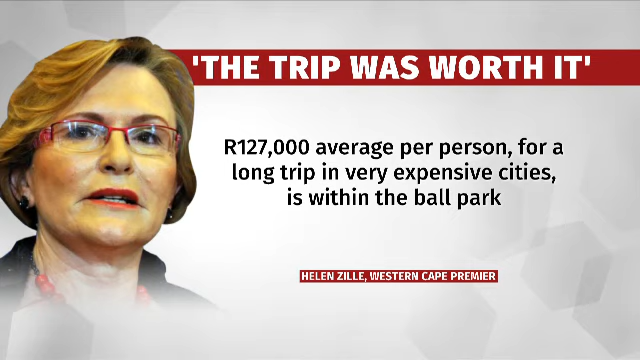 'THE TRIP WAS WORTH IT'
R127,000 average per person, for a
long trip in very expensive cities,
is within the ball park
HELEN ZILLE, WESTERN CAPE PREMIER